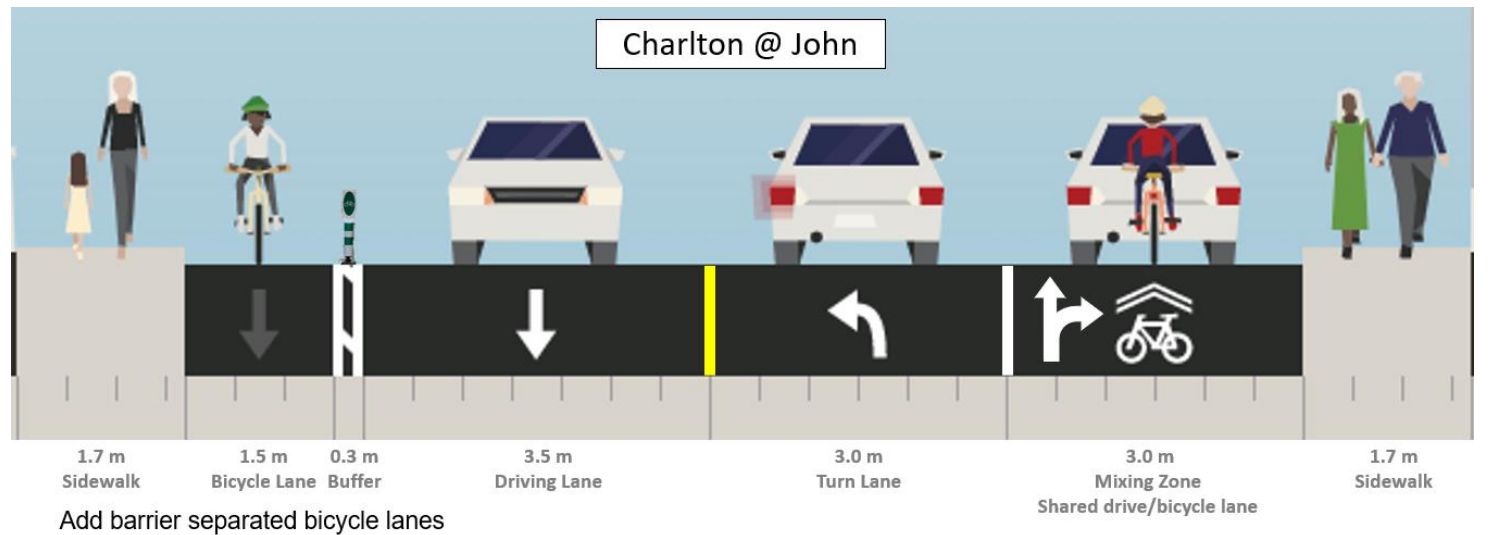 Charlton @ John
1.7 m 1.5 m 0.3 m 3.5 m 3.0 m 3.0 m 1.7 m
Sidewalk Bicycle Lane Buffer Driving Lane Turn Lane Mixing Zone Sidewalk
Shared drive/bicycle lane
Add barrier separated bicycle lanes